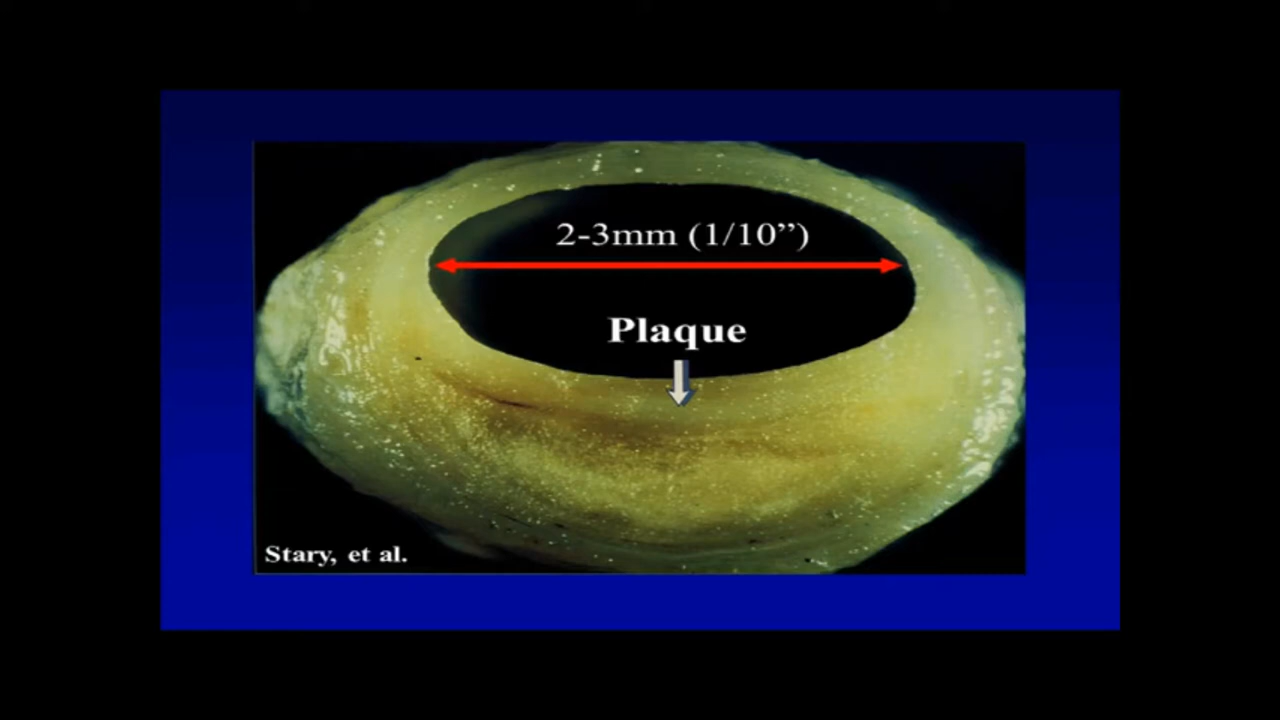 2-3mm (1/10”)
Plaque
Stary, et al.